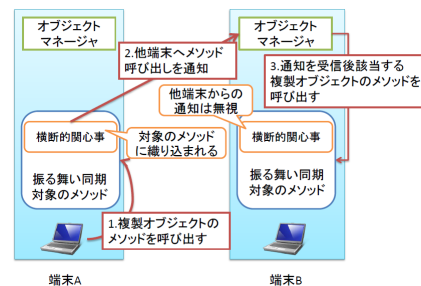 オブジェクト
マネージャ
2.他端末へメソッド
呼び出しを通知
オブジェクト
マネージャ
3.通知を受信後該当する
複製オブジェクトのメソッドを
呼び出す
他端末からの
通知は無視
横断的関心事
対象のメソッド
に織り込まれる
横断的関心事
振る舞い同期
対象のメソッド
振る舞い同期
対象のメソッド
1.複製オブジェクトの
メソッドを呼び出す
端末A
端末B